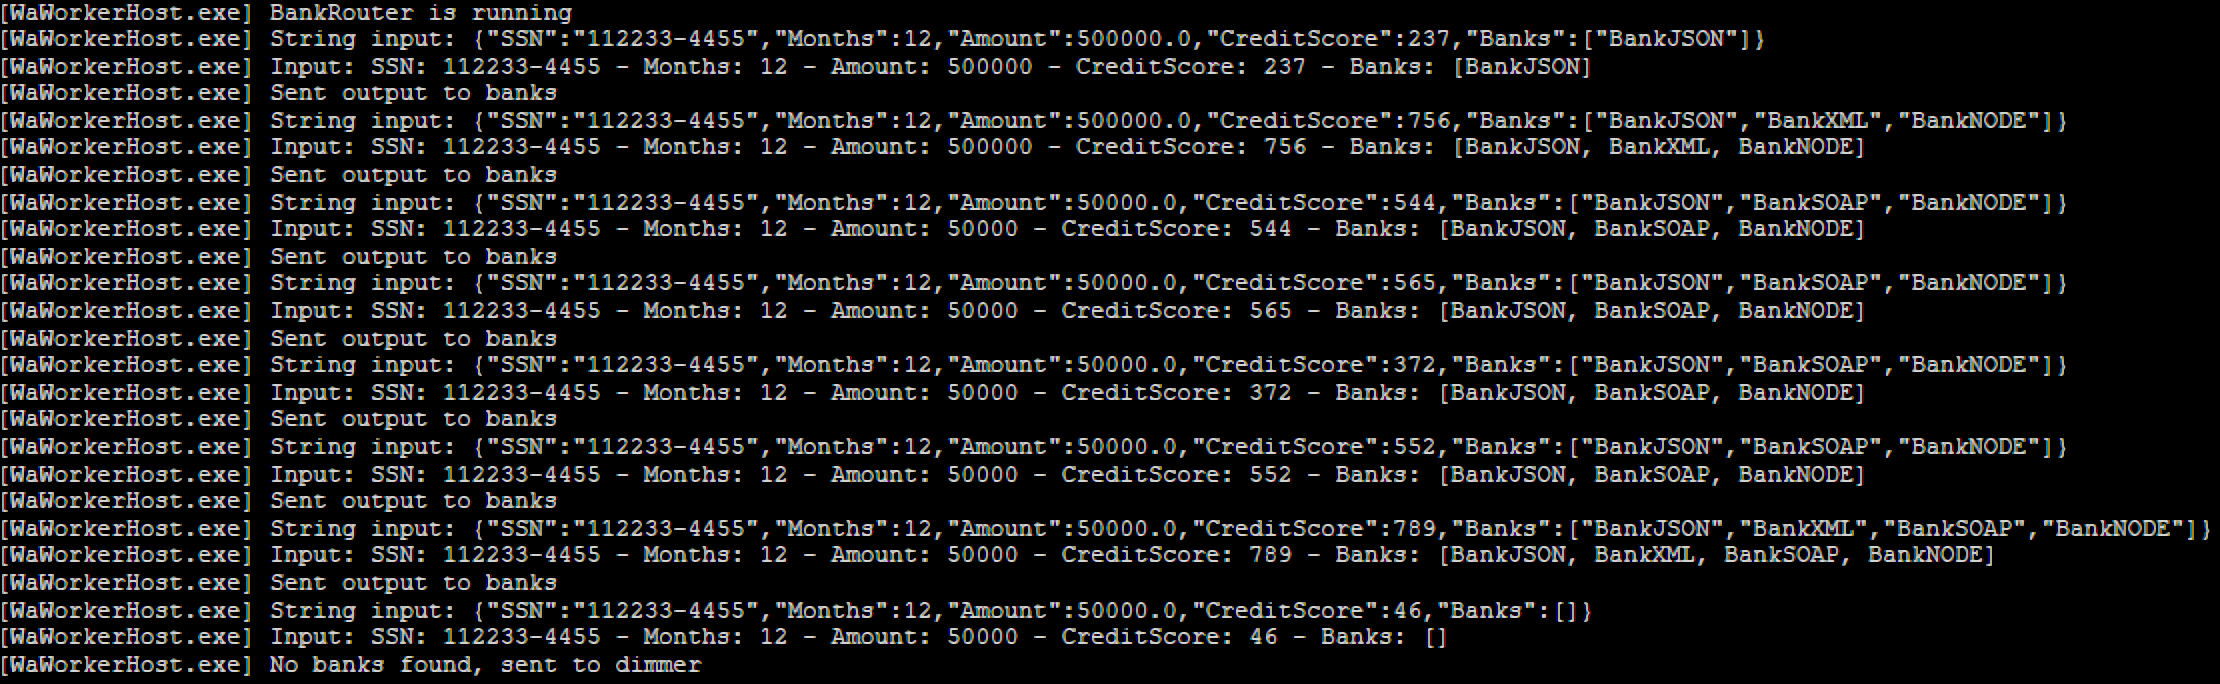 [WaWorkerHost.exe] BankRouter is running
[WaWorkerHost.exe] String input: {"SSN":"112233-4455","Months":12,"Amount":500000.0,"CreditScore":237,"Banks":["BankJSON"]}
[WaWorkerHost.exe] Input: SSN: 112233-4455 - Months: 12 - Amount: 500000 - CreditScore: 237 - Banks: [BankJSON]
[WaWorkerHost.exe] Sent output to banks
[WaWorkerHost.exe] String input: {"SSN":"112233-4455","Months":12,"Amount":500000.0,"CreditScore":756,"Banks":["BankJSON","BankXML","BankNODE"]}
[WaWorkerHost.exe] Input: SSN: 112233-4455 - Months: 12 - Amount: 500000 - CreditScore: 756 - Banks: [BankJSON, BankXML, BankNODE]
[WaWorkerHost.exe] Sent output to banks
[WaWorkerHost.exe] String input: {"SSN":"112233-4455","Months":12,"Amount":50000.0,"CreditScore":544,"Banks":["BankJSON","BankSOAP","BankNODE"]}
[WaWorkerHost.exe] Input: SSN: 112233-4455 - Months: 12 - Amount: 50000 - CreditScore: 544 - Banks: [BankJSON, BankSOAP, BankNODE]
[WaWorkerHost.exe] Sent output to banks
[WaWorkerHost.exe] String input: {"SSN":"112233-4455","Months":12,"Amount":50000.0,"CreditScore":565,"Banks":["BankJSON","BankSOAP","BankNODE"]}
[WaWorkerHost.exe] Input: SSN: 112233-4455 - Months: 12 - Amount: 50000 - CreditScore: 565 - Banks: [BankJSON, BankSOAP, BankNODE]
[WaWorkerHost.exe] Sent output to banks
[WaWorkerHost.exe] String input: {"SSN":"112233-4455","Months":12,"Amount":50000.0,"CreditScore":372,"Banks":["BankJSON","BankSOAP","BankNODE"]}
[WaWorkerHost.exe] Input: SSN: 112233-4455 - Months: 12 - Amount: 50000 - CreditScore: 372 - Banks: [BankJSON, BankSOAP, BankNODE]
[WaWorkerHost.exe] Sent output to banks
[WaWorkerHost.exe] String input: {"SSN":"112233-4455","Months":12,"Amount":50000.0,"CreditScore":552,"Banks":["BankJSON","BankSOAP","BankNODE"]}
[WaWorkerHost.exe] Input: SSN: 112233-4455 - Months: 12 - Amount: 50000 - CreditScore: 552 - Banks: [BankJSON, BankSOAP, BankNODE]
[WaWorkerHost.exe] Sent output to banks
[WaWorkerHost.exe] String input: {"SSN":"112233-4455","Months":12,"Amount":50000.0,"CreditScore":789,"Banks":["BankJSON","BankXML","BankSOAP","BankNODE"]}
[WaWorkerHost.exe] Input: SSN: 112233-4455 - Months: 12 - Amount: 50000 - CreditScore: 789 - Banks: [BankJSON, BankXML, BankSOAP, BankNODE]
[WaWorkerHost.exe] Sent output to banks
[WaWorkerHost.exe] String input: {"SSN":"112233-4455","Months":12,"Amount":50000.0,"CreditScore":46,"Banks":[]}
[WaWorkerHost.exe] Input: SSN: 112233-4455 - Months: 12 - Amount: 50000 - CreditScore: 46 - Banks: []
[WaWorkerHost.exe] No banks found, sent to dimmer